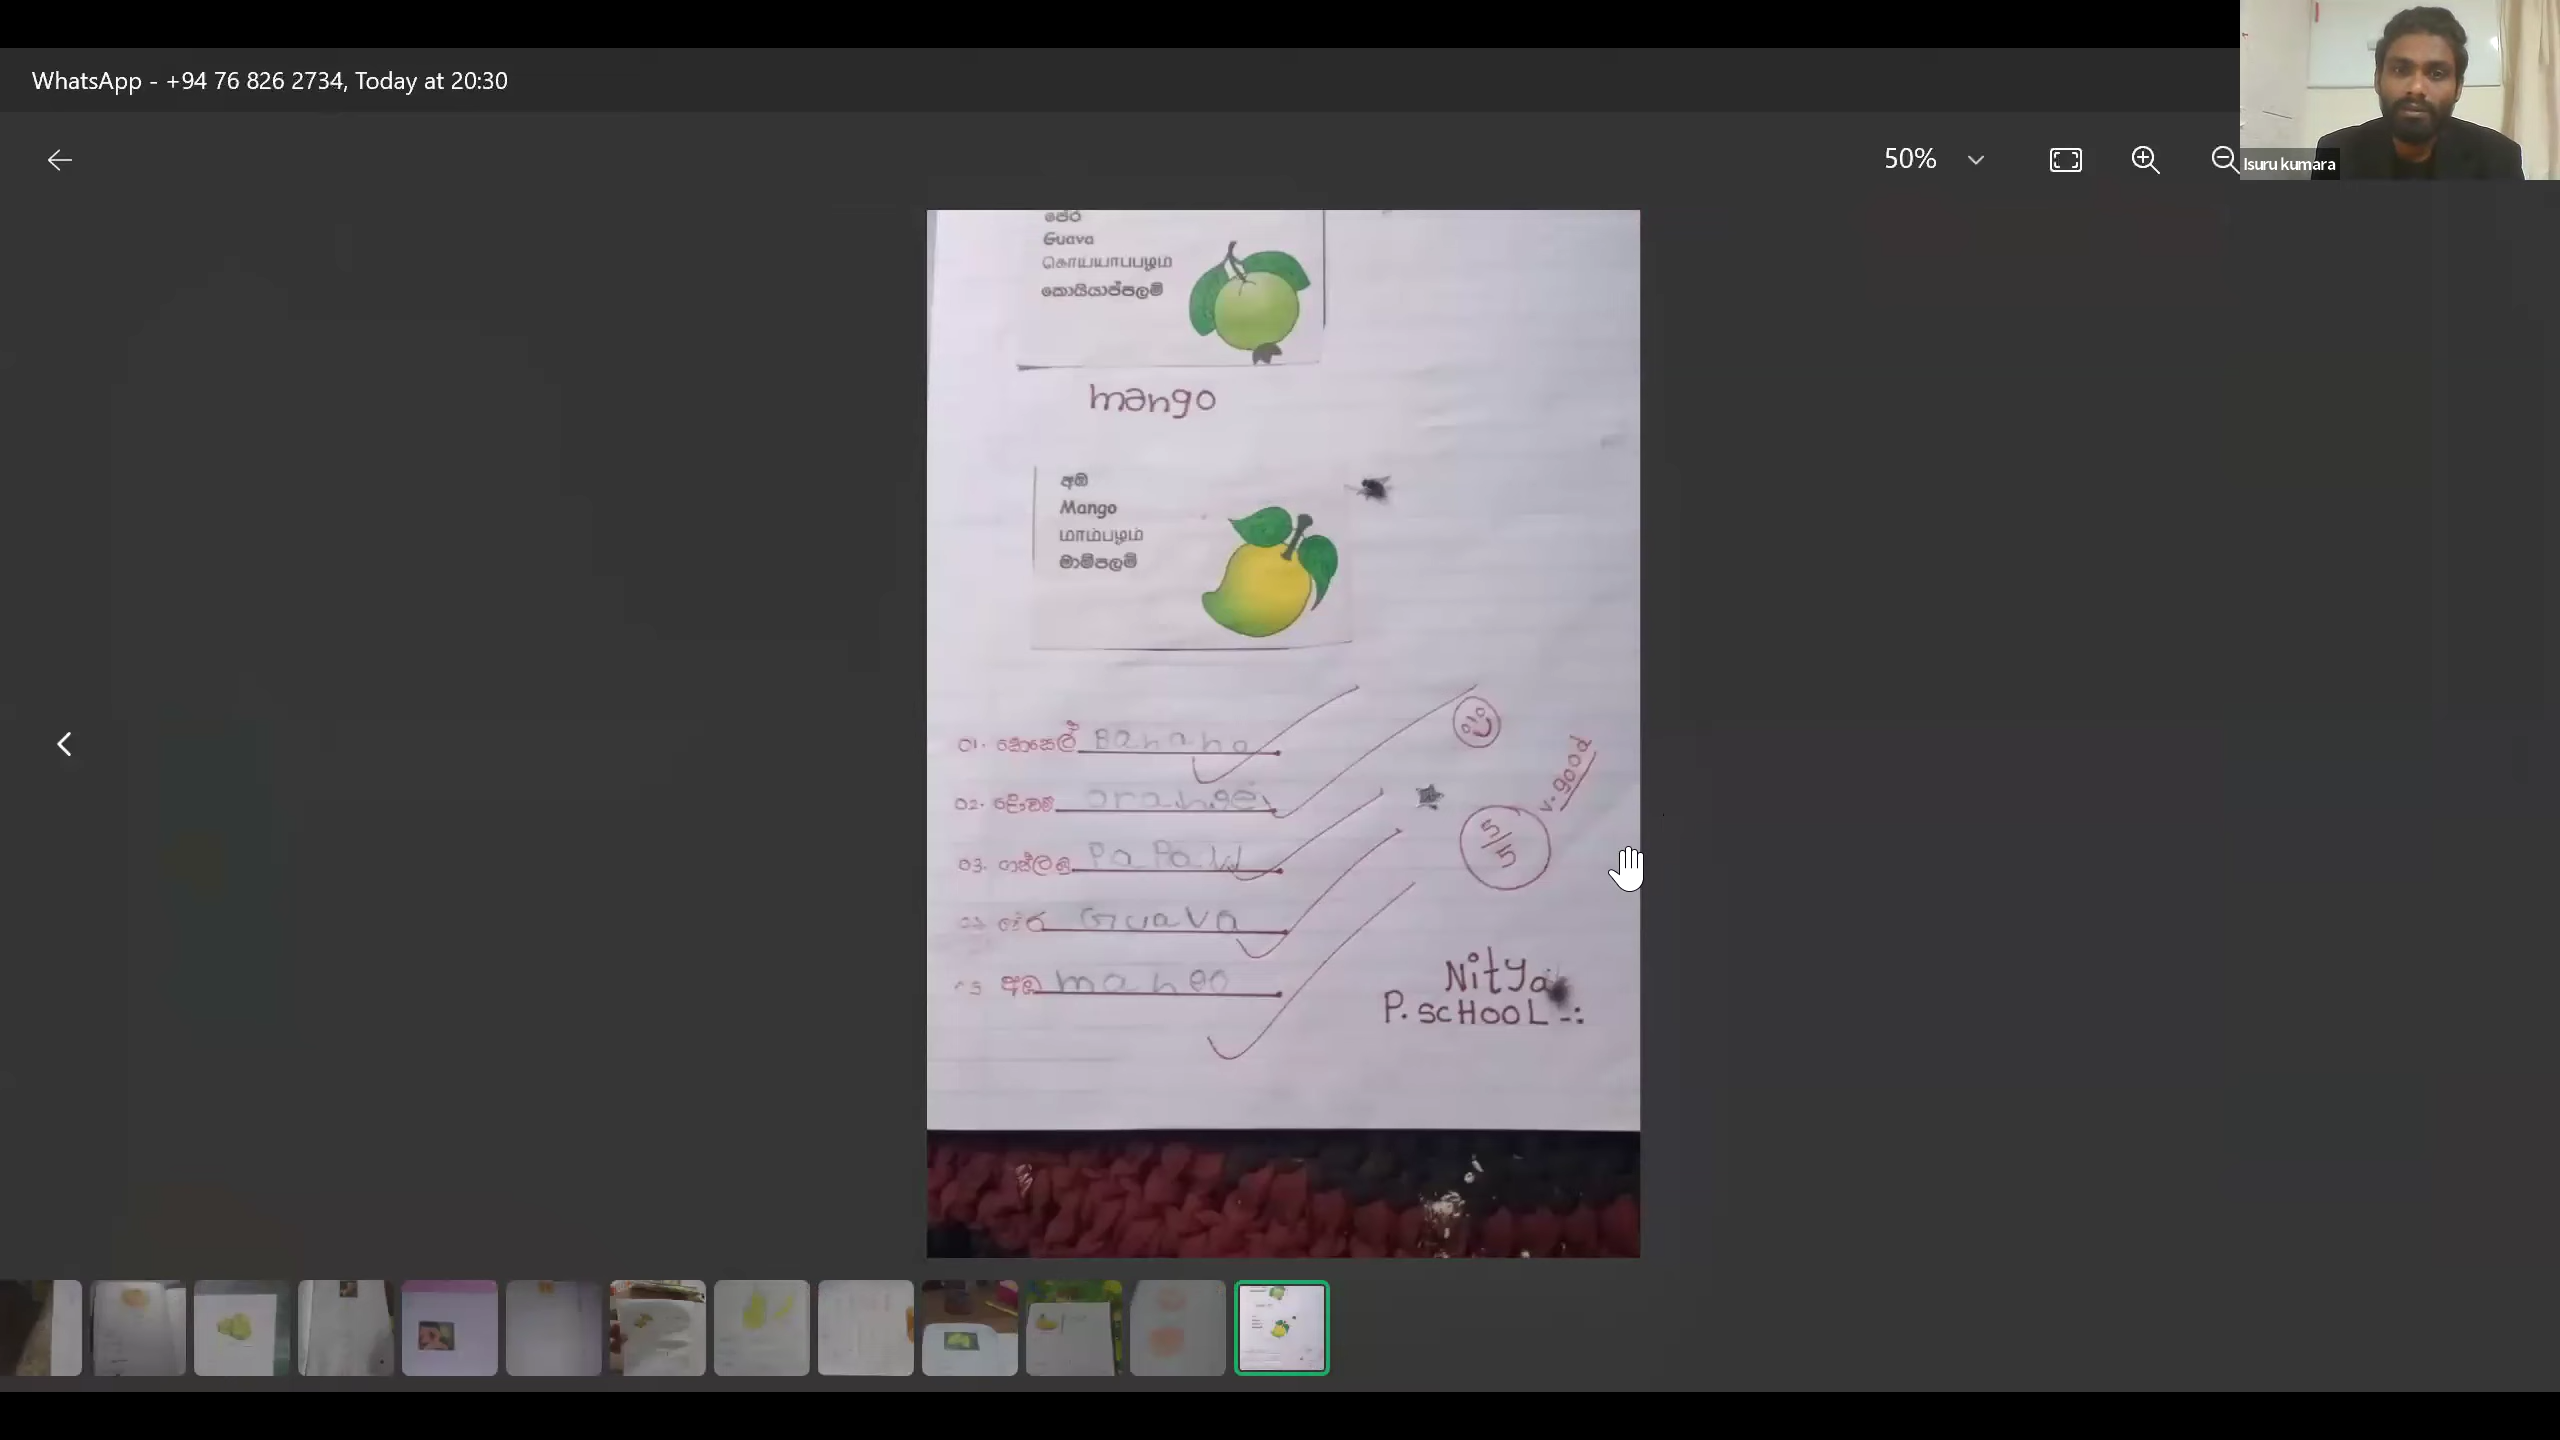 WhatsApp - +94 76 826 2734, Today at 20:30
50%
Isuru kumara
පේර
Guava
கொய்யாப்பழம்
කොයියාප්පලම්
mango
අඹ
Mango
மாம்பழம்
මාම්පලම්
01. කෙසෙල් Banana
02. දොඩම් orange
03. ගස්ලබු PaPaw
පේර Guava
05 අඹ mango
v. good
5/5
Nitya
P. SCHOOL -: